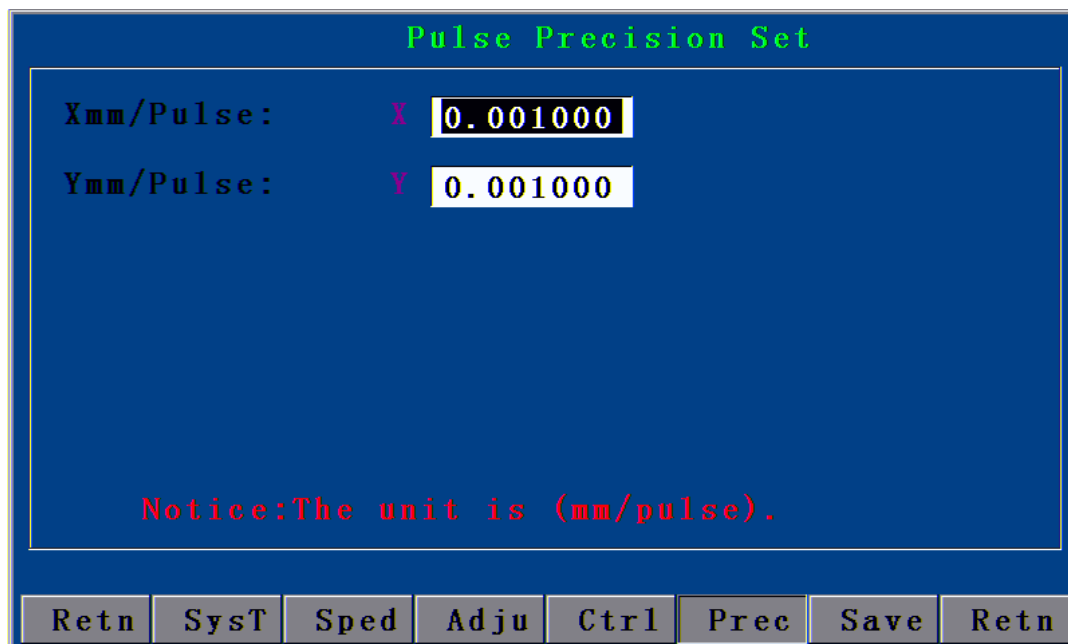 Pulse Precision Set
Xmm/Pulse: X 0.001000
Ymm/Pulse: Y 0.001000
Notice:The unit is (mm/pulse).
Retn SysT Sped Adju Ctrl Prec Save Retn